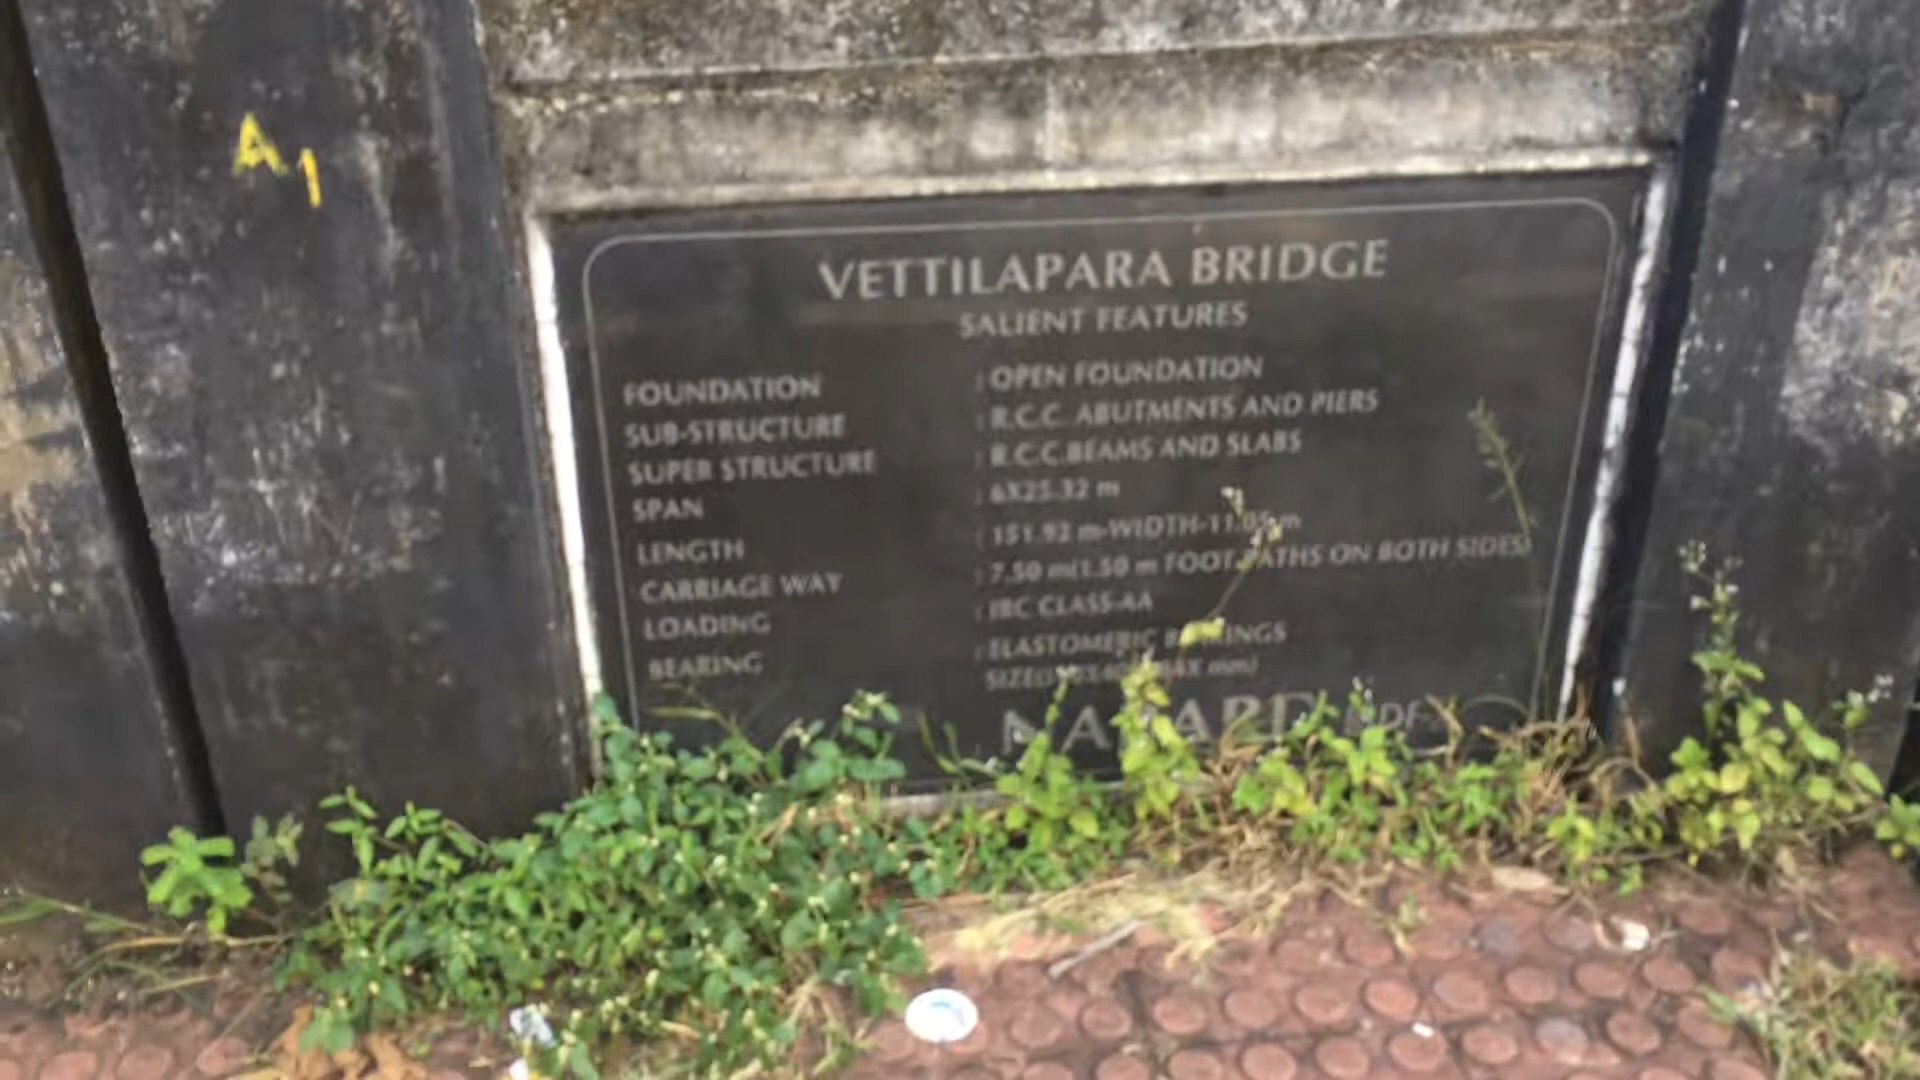 A1
VETTILAPARA BRIDGE
SALIENT FEATURES
FOUNDATION : OPEN FOUNDATION
SUB-STRUCTURE : R.C.C. ABUTMENTS AND PIERS
SUPER STRUCTURE : R.C.C.BEAMS AND SLABS
SPAN : 6X25.32 m
LENGTH : 151.92 m-WIDTH-11.05 m
CARRIAGE WAY : 7.50 m(1.50 m FOOT PATHS ON BOTH SIDES)
LOADING : IRC CLASS-AA
BEARING : ELASTOMERIC BEARINGS
mm)
NABARD